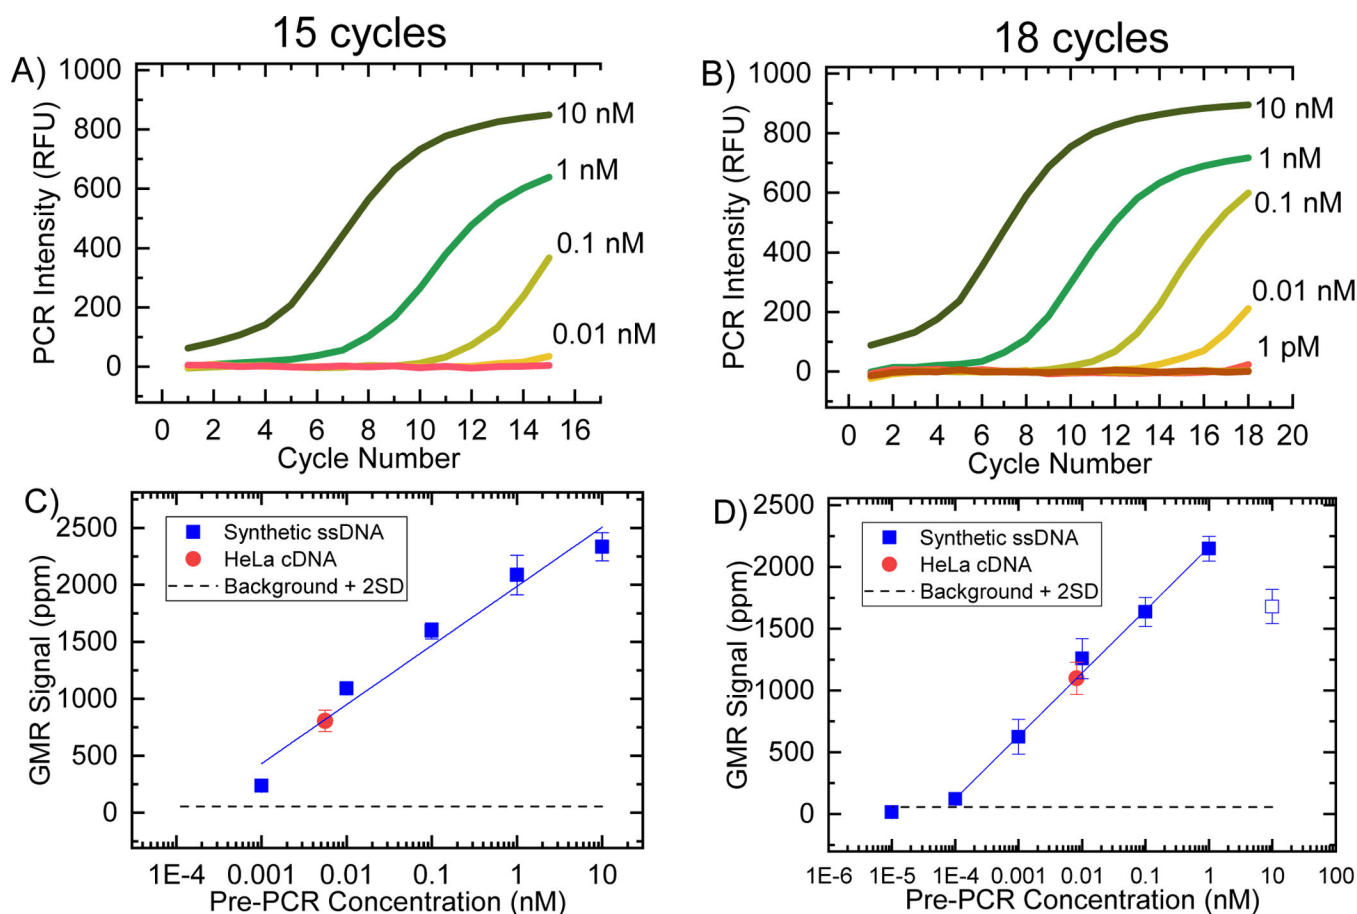 15 cycles
18 cycles
A)
1000
800
600
400
200
0
PCR Intensity (RFU)
10 nM
1 nM
0.1 nM
0.01 nM
0 2 4 6 8 10 12 14 16
Cycle Number
B)
1000
800
600
400
200
0
PCR Intensity (RFU)
10 nM
1 nM
0.1 nM
0.01 nM
1 pM
0 2 4 6 8 10 12 14 16 18 20
Cycle Number
C)
2500
2000
1500
1000
500
0
GMR Signal (ppm)
Synthetic ssDNA
HeLa cDNA
Background + 2SD
1E-4 0.001 0.01 0.1 1 10
Pre-PCR Concentration (nM)
D)
2500
2000
1500
1000
500
0
GMR Signal (ppm)
Synthetic ssDNA
HeLa cDNA
Background + 2SD
1E-6 1E-5 1E-4 0.001 0.01 0.1 1 10 100
Pre-PCR Concentration (nM)